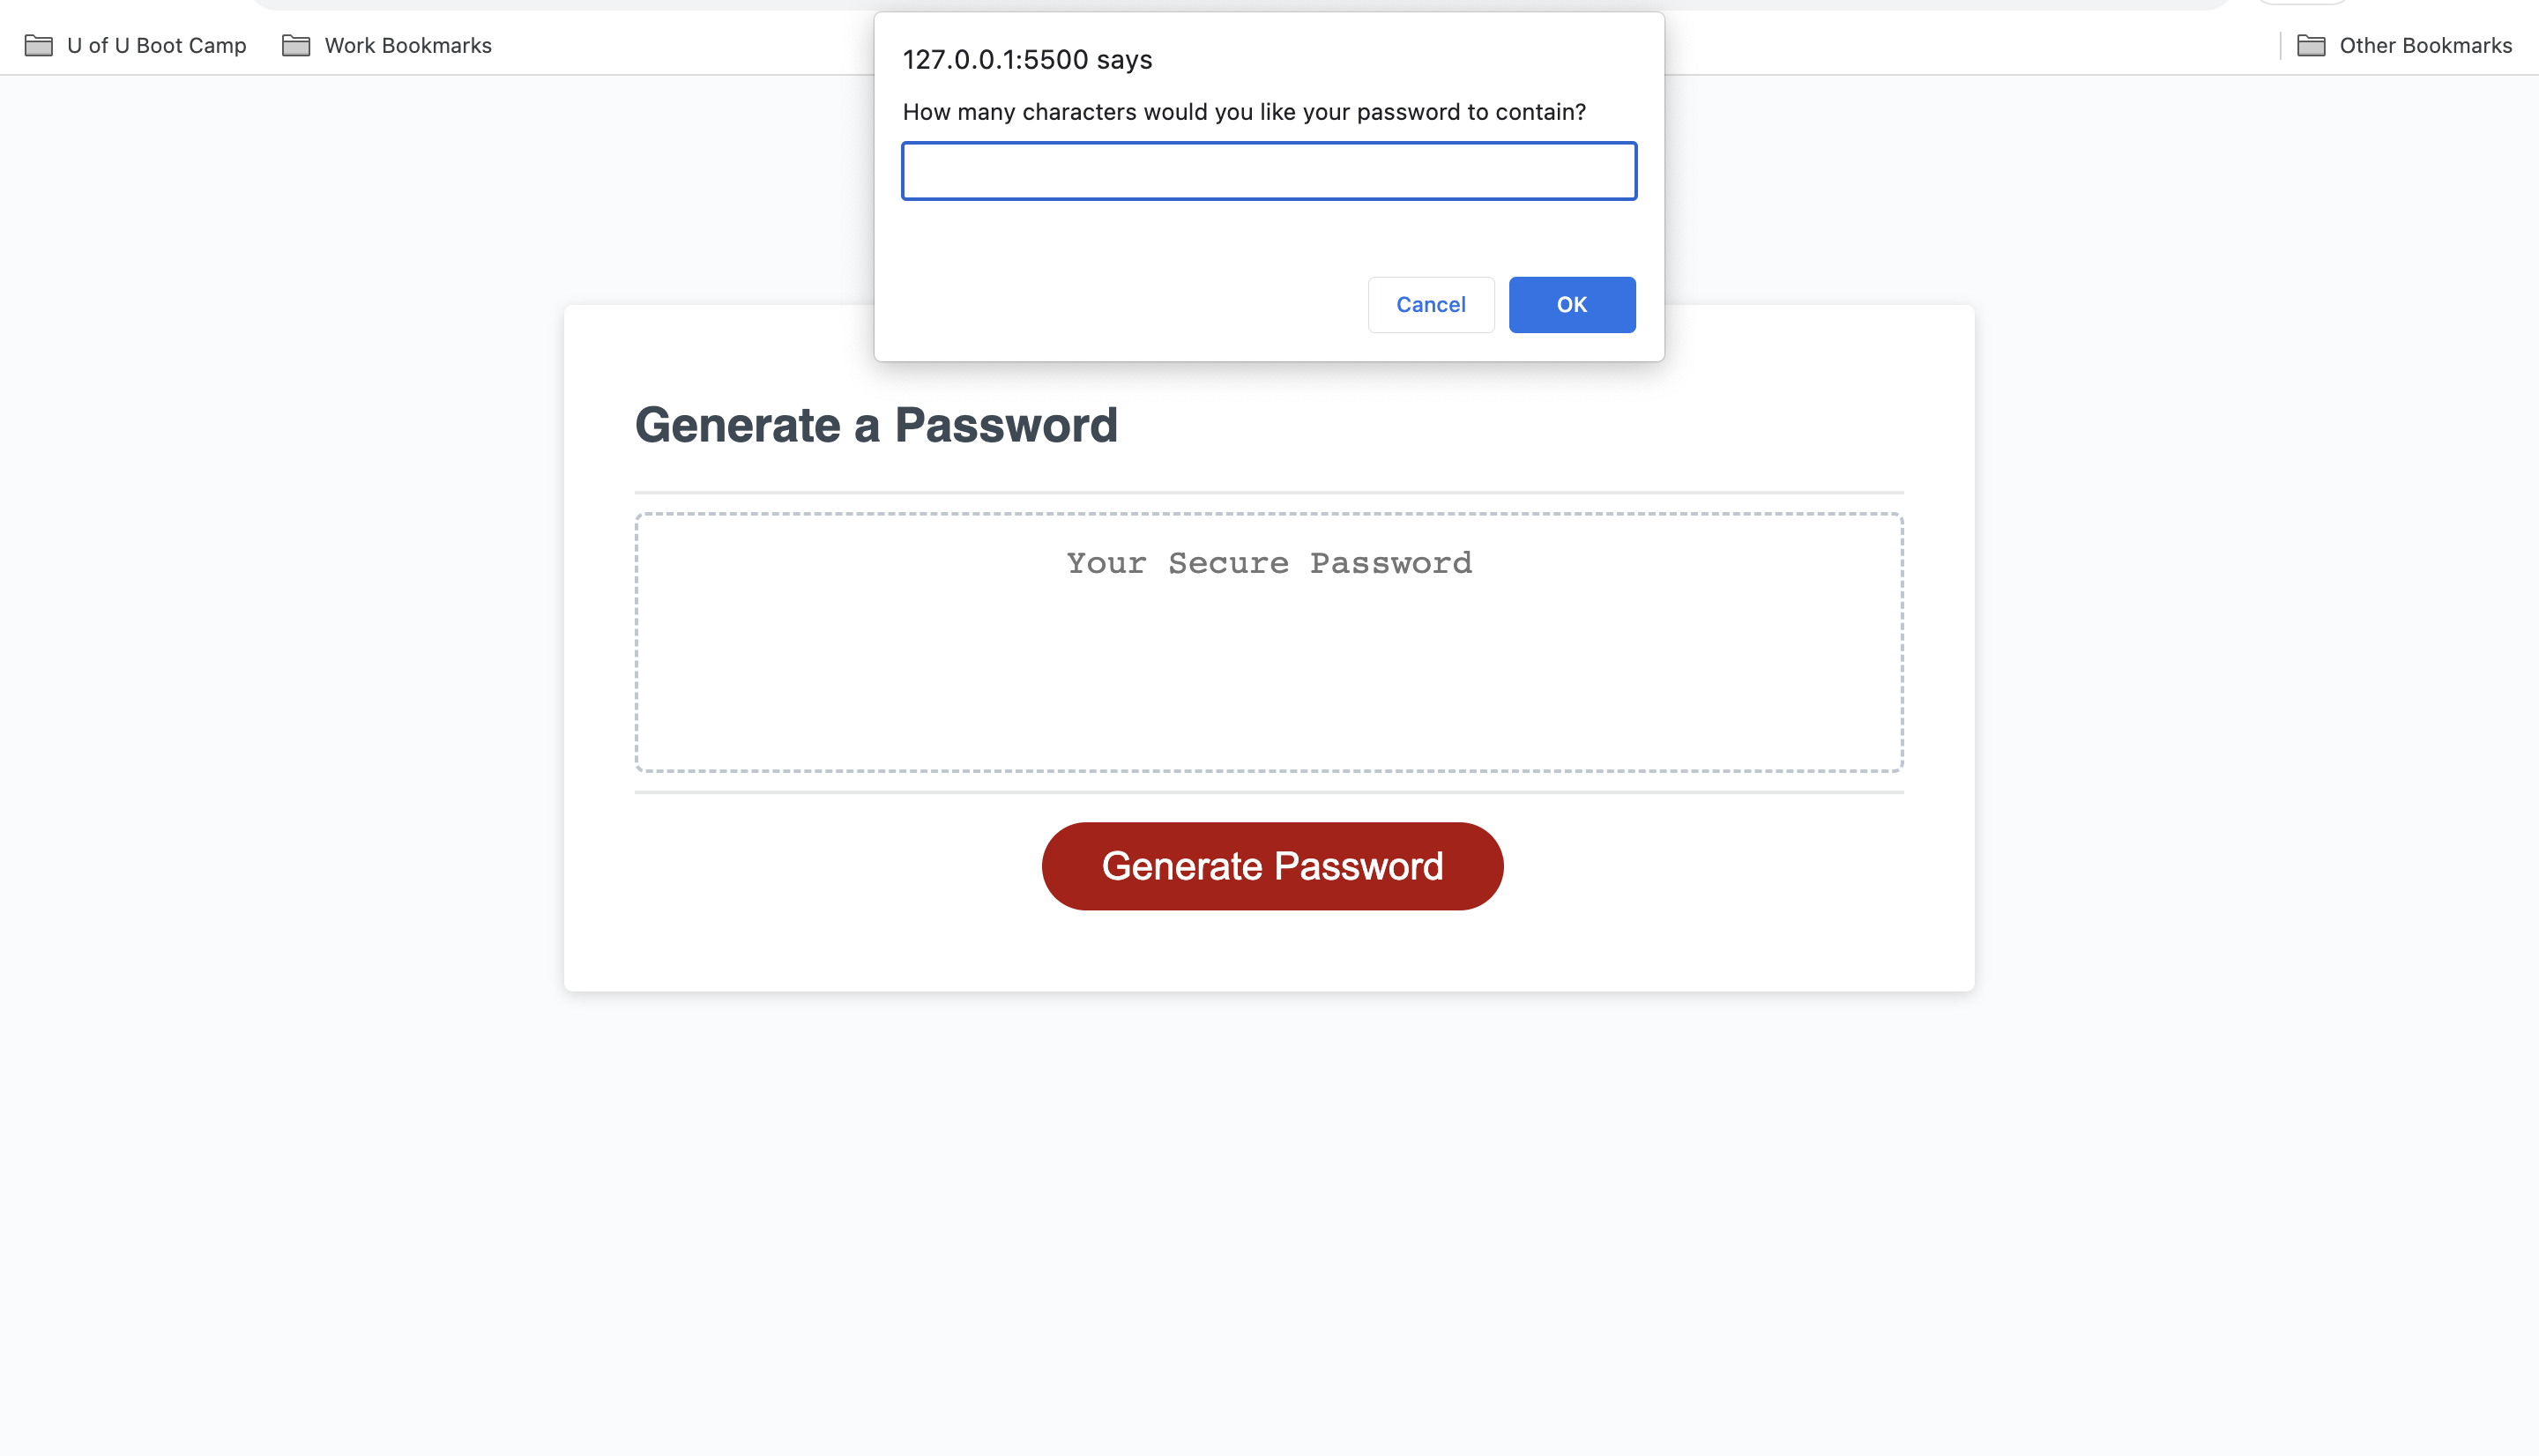 U of U Boot Camp
Work Bookmarks
Other Bookmarks
127.0.0.1:5500 says
How many characters would you like your password to contain?
Cancel
OK
Generate a Password
Your Secure Password
Generate Password